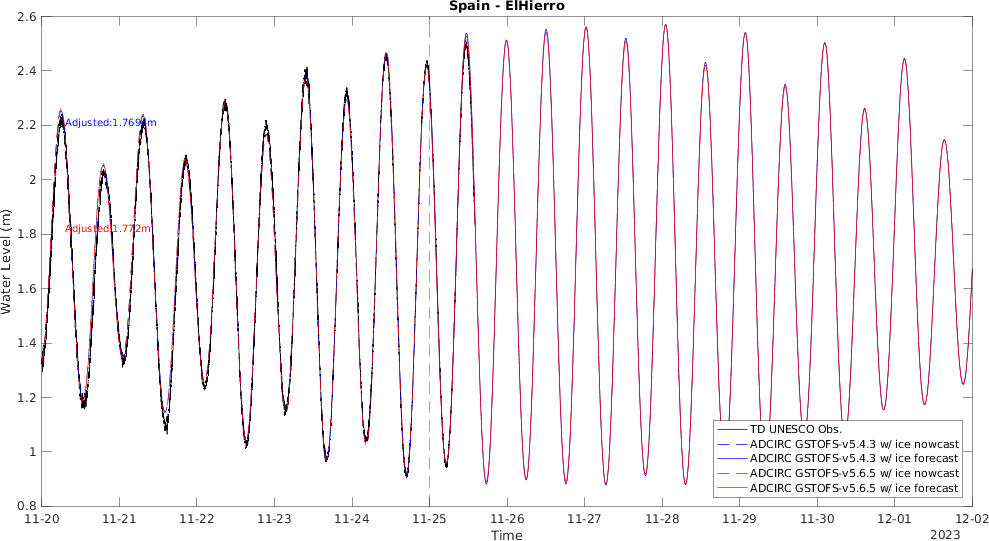 Spain - ElHierro
2.6
2.4
2.2
2
1.8
1.6
1.4
1.2
1
0.8
Water Level (m)
Adjusted:1.769
Adjusted:1.772m
TD UNESCO Obs.
ADCIRC GSTOFS-v5.4.3 w/ ice nowcast
ADCIRC GSTOFS-v5.4.3 w/ ice forecast
ADCIRC GSTOFS-v5.6.5 w/ ice nowcast
ADCIRC GSTOFS-v5.6.5 w/ ice forecast
11-20 11-21 11-22 11-23 11-24 11-25 11-26 11-27 11-28 11-29 11-30 12-01 12-02
Time
2023